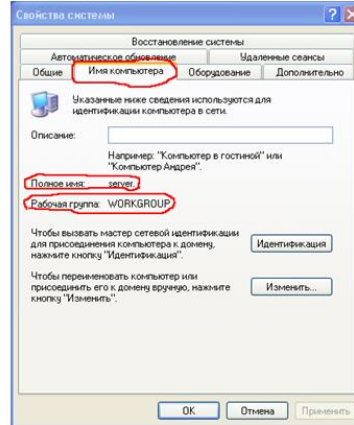 Свойства системы
Восстановление системы
Автоматическое обновление Удаленные сеансы
Общие Имя компьютера Оборудование Дополнительно
Указанные ниже сведения используются для
идентификации компьютера в сети.
Описание:
Например: "Компьютер в гостиной" или
"Компьютер Андрея".
Полное имя: server.
Рабочая группа: WORKGROUP
Чтобы вызвать мастер сетевой идентификации
для присоединения компьютера к домену,
нажмите кнопку "Идентификация".
Идентификация
Чтобы переименовать компьютер или
присоединить его к домену вручную, нажмите
кнопку "Изменить".
Изменить...
ОК Отмена Применить